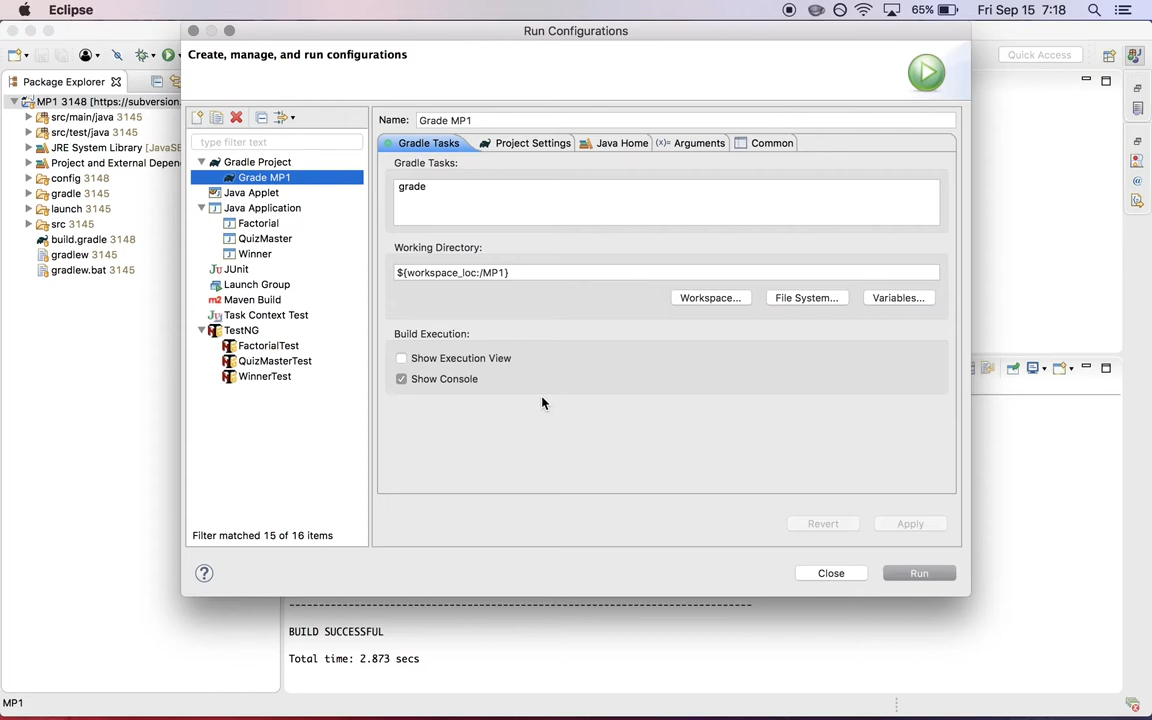 Eclipse
65%
Fri Sep 15 7:18
Run Configurations
Create, manage, and run configurations
Quick Access
Package Explorer
MP1 3148 [https://subversion.
src/main/java 3145
src/test/java 3145
JRE System Library [JavaSE
Project and External Depen
config 3148
gradle 3145
launch 3145
src 3145
build.gradle 3148
gradlew 3145
gradlew.bat 3145
type filter text
Gradle Project
Grade MP1
Java Applet
Java Application
Factorial
QuizMaster
Winner
JUnit
Launch Group
Maven Build
Task Context Test
TestNG
FactorialTest
QuizMasterTest
WinnerTest
Filter matched 15 of 16 items
Name: Grade MP1
Gradle Tasks
Project Settings
Java Home
(x)= Arguments
Common
Gradle Tasks:
grade
Working Directory:
${workspace_loc:/MP1}
Workspace...
File System...
Variables...
Build Execution:
Show Execution View
Show Console
Revert
Apply
Close
Run
BUILD SUCCESSFUL
Total time: 2.873 secs
MP1